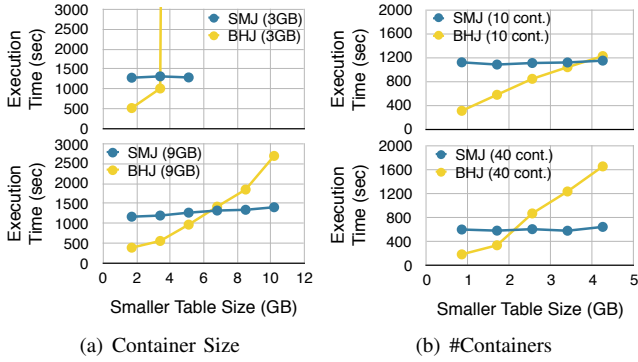 3000
2500
2000
1500
1000
500
0
Execution
Time (sec)
SMJ (3GB)
BHJ (3GB)
3000
2500
2000
1500
1000
500
0
Execution
Time (sec)
SMJ (9GB)
BHJ (9GB)
0 2 4 6 8 10 12
Smaller Table Size (GB)
(a) Container Size
2000
1600
1200
800
400
0
Execution
Time (sec)
SMJ (10 cont.)
BHJ (10 cont.)
2000
1600
1200
800
400
0
Execution
Time (sec)
SMJ (40 cont.)
BHJ (40 cont.)
0 1 2 3 4 5
Smaller Table Size (GB)
(b) #Containers